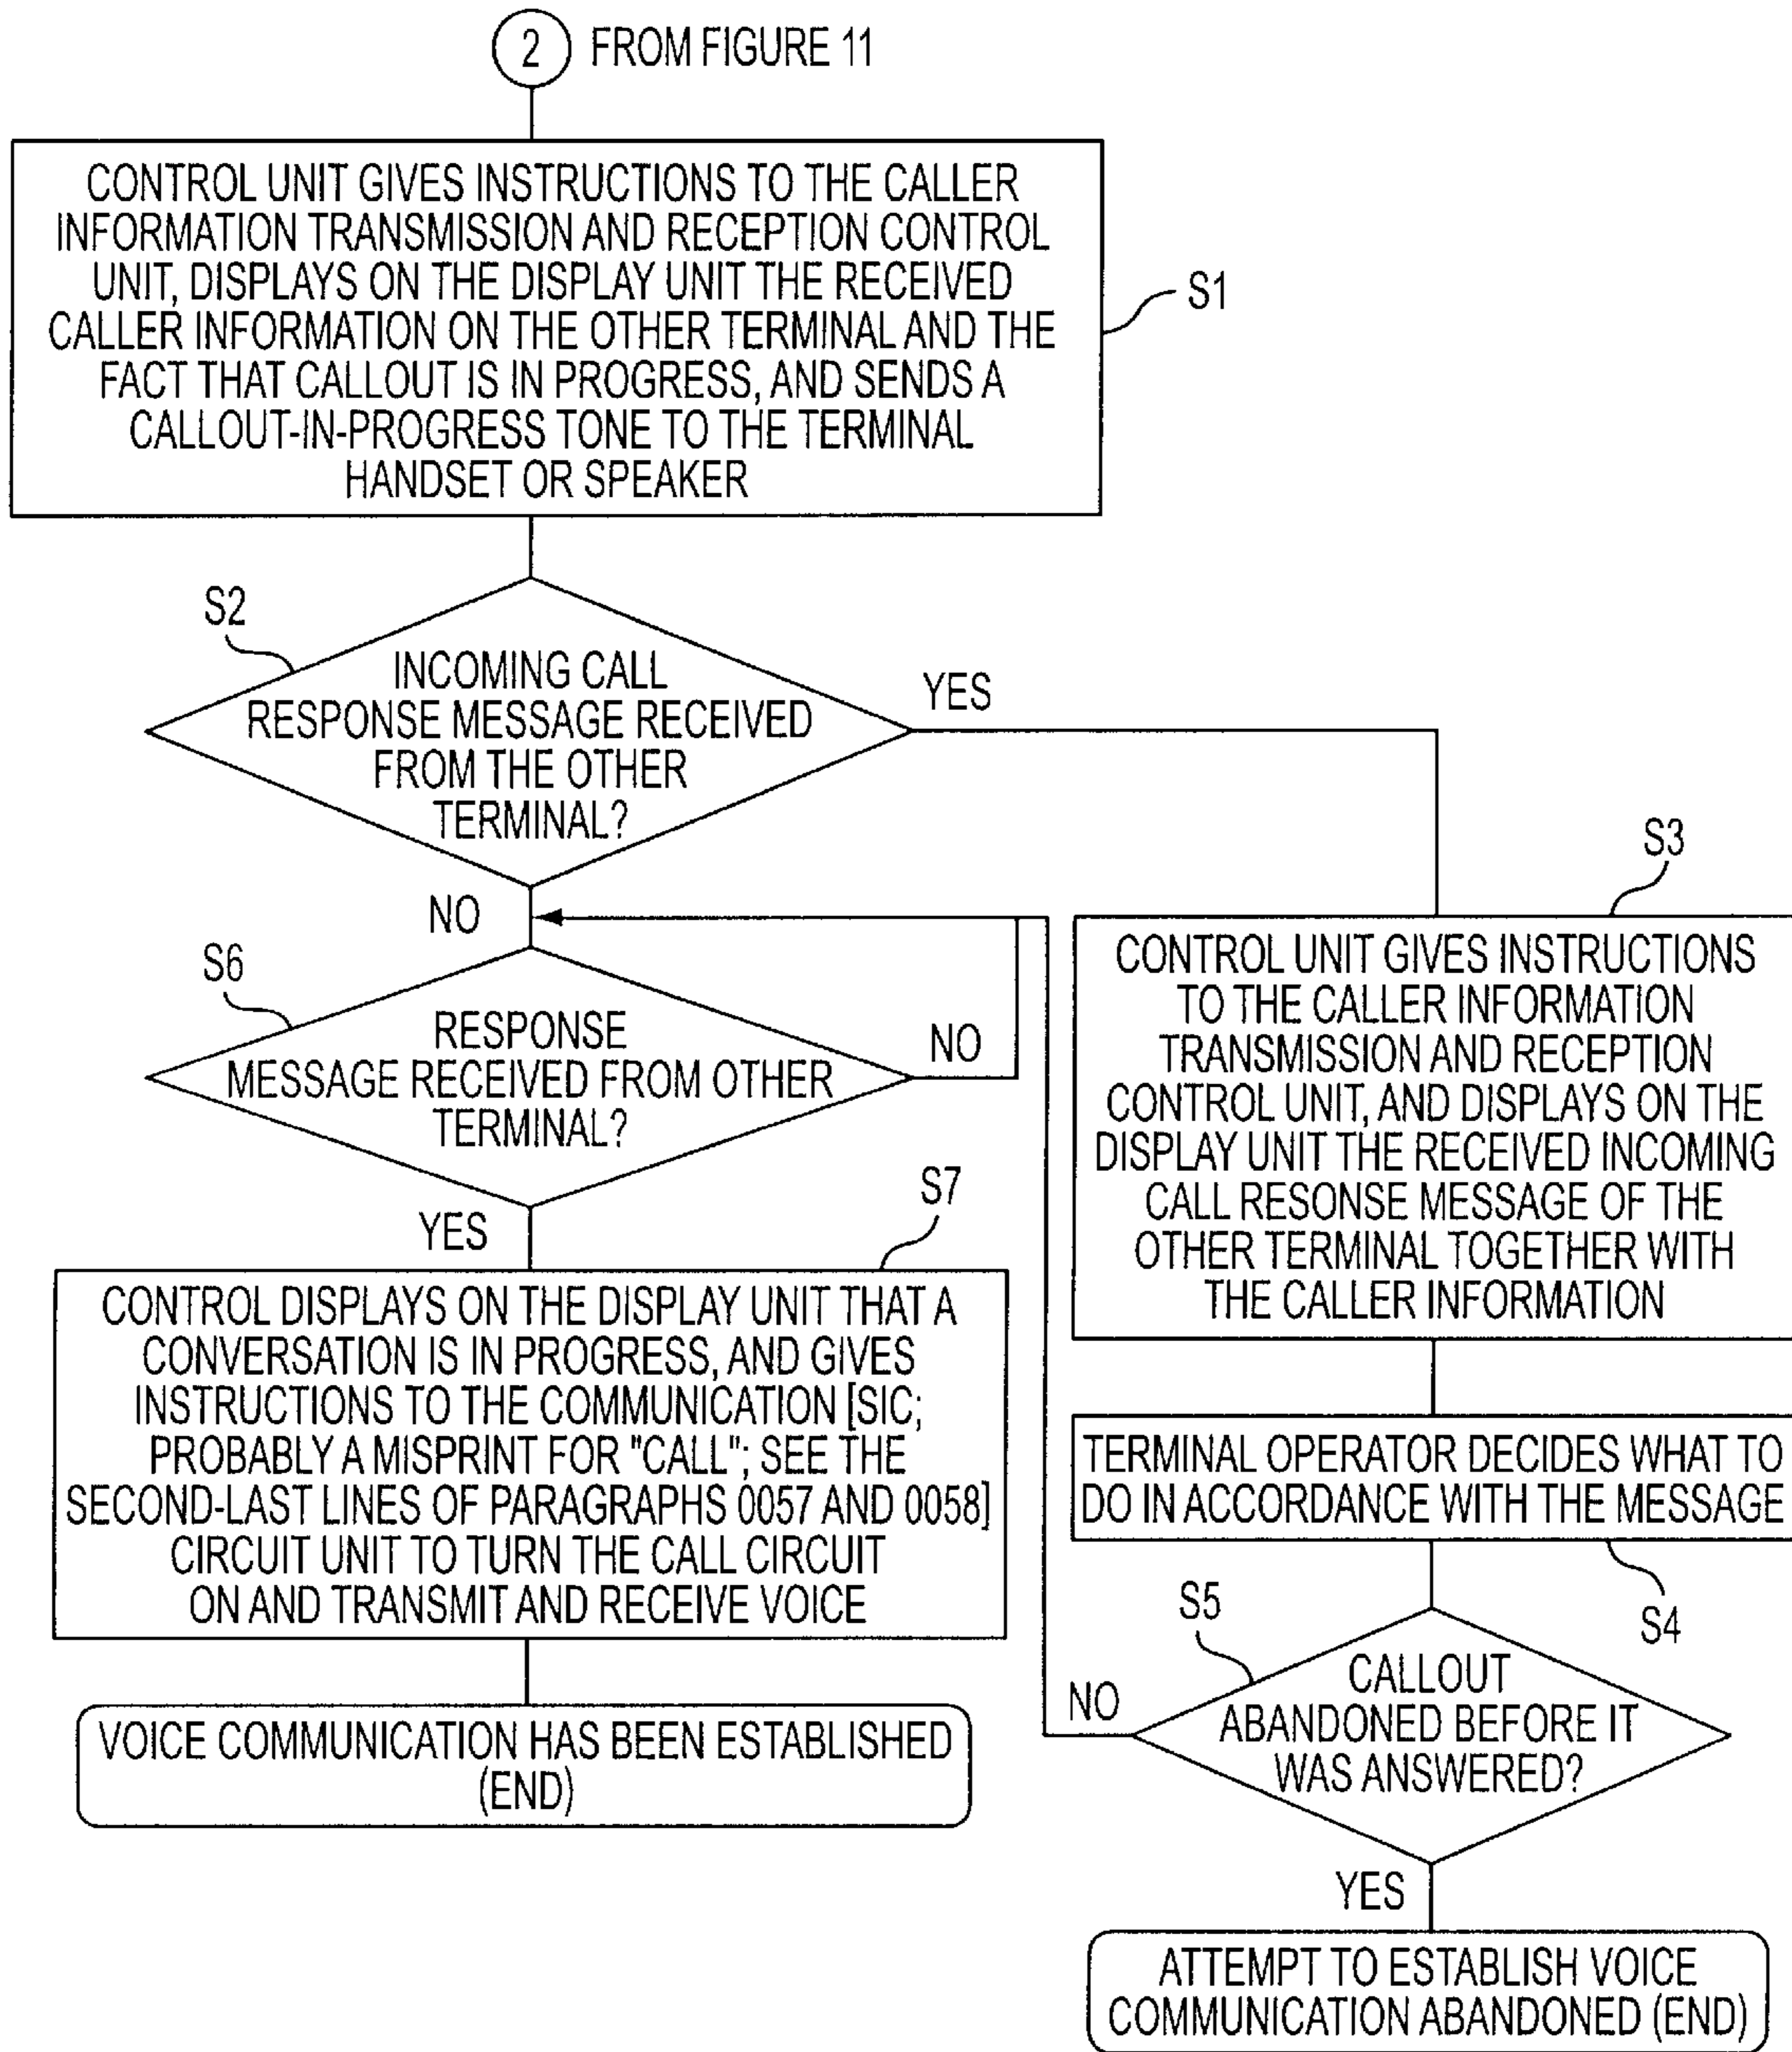 2 FROM FIGURE 11
CONTROL UNIT GIVES INSTRUCTIONS TO THE CALLER
INFORMATION TRANSMISSION AND RECEPTION CONTROL
UNIT, DISPLAYS ON THE DISPLAY UNIT THE RECEIVED
CALLER INFORMATION ON THE OTHER TERMINAL AND THE
FACT THAT CALLOUT IS IN PROGRESS, AND SENDS A
CALLOUT-IN-PROGRESS TONE TO THE TERMINAL
HANDSET OR SPEAKER
S1
S2
INCOMING CALL
RESPONSE MESSAGE RECEIVED
FROM THE OTHER
TERMINAL?
YES
NO
S3
CONTROL UNIT GIVES INSTRUCTIONS
TO THE CALLER INFORMATION
TRANSMISSION AND RECEPTION
CONTROL UNIT, AND DISPLAYS ON THE
DISPLAY UNIT THE RECEIVED INCOMING
CALL RESONSE MESSAGE OF THE
OTHER TERMINAL TOGETHER WITH
THE CALLER INFORMATION
S6
RESPONSE
MESSAGE RECEIVED FROM OTHER
TERMINAL?
NO
YES
S7
CONTROL DISPLAYS ON THE DISPLAY UNIT THAT A
CONVERSATION IS IN PROGRESS, AND GIVES
INSTRUCTIONS TO THE COMMUNICATION [SIC;
PROBABLY A MISPRINT FOR "CALL"; SEE THE
SECOND-LAST LINES OF PARAGRAPHS 0057 AND 0058]
CIRCUIT UNIT TO TURN THE CALL CIRCUIT
ON AND TRANSMIT AND RECEIVE VOICE
TERMINAL OPERATOR DECIDES WHAT TO
DO IN ACCORDANCE WITH THE MESSAGE
S4
S5
CALLOUT
ABANDONED BEFORE IT
WAS ANSWERED?
NO
YES
VOICE COMMUNICATION HAS BEEN ESTABLISHED
(END)
ATTEMPT TO ESTABLISH VOICE
COMMUNICATION ABANDONED (END)